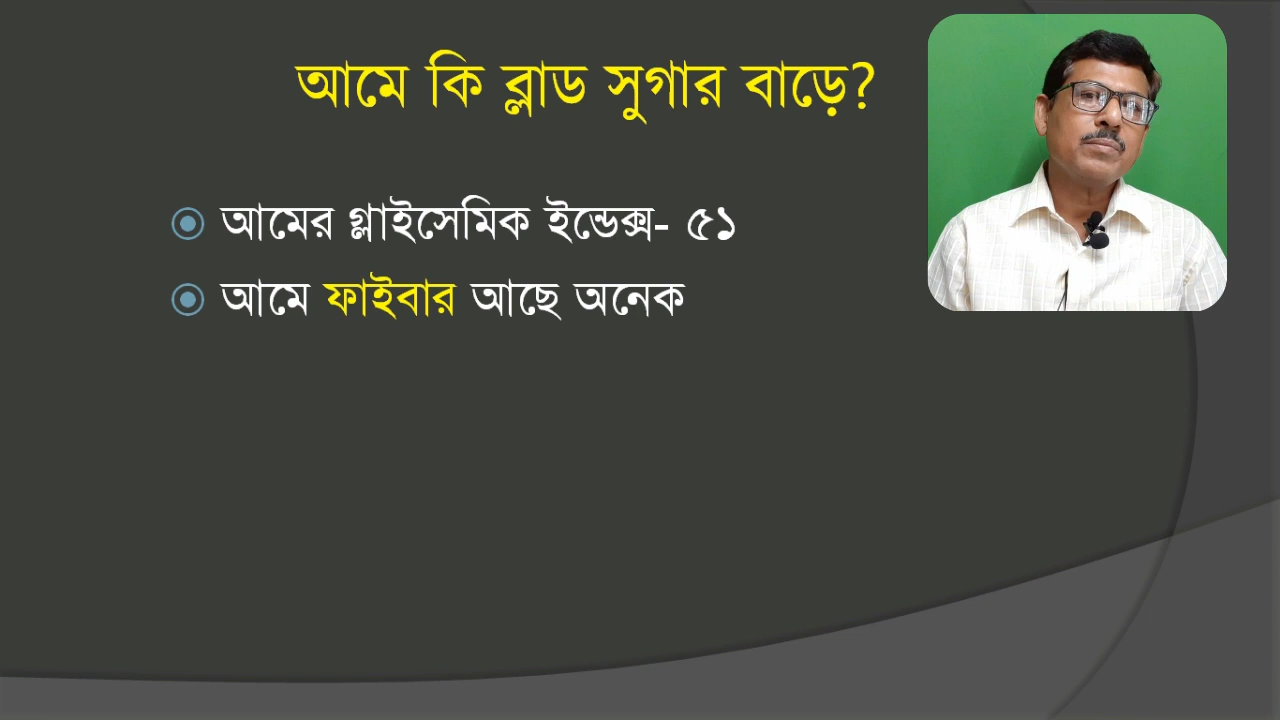 আমে কি ব্লাড সুগার বাড়ে?
আমের গ্লাইসেমিক ইন্ডেক্স- ৫১
আমে ফাইবার আছে অনেক